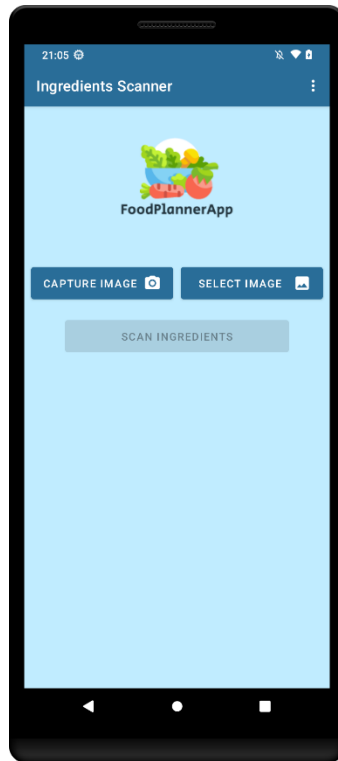 21:05
Ingredients Scanner
FoodPlannerApp
CAPTURE IMAGE
SELECT IMAGE
SCAN INGREDIENTS